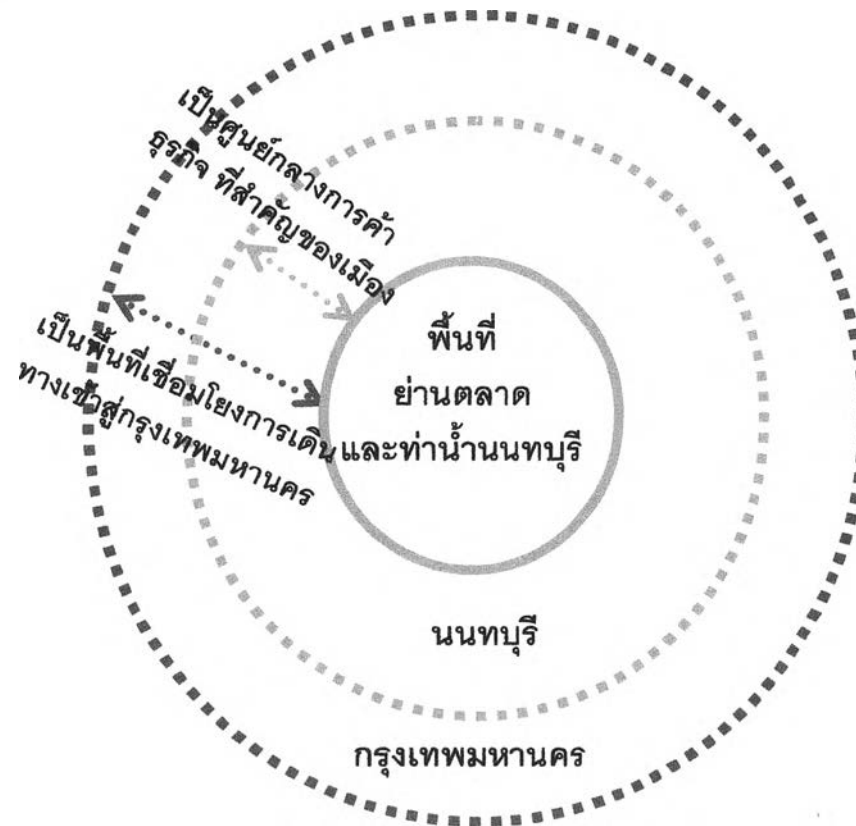 เป็นศูนย์กลางการค้า
ธุรกิจ ที่สำคัญของเมือง
เป็นพื้นที่เชื่อมโยงการเดิน
ทางเข้าสู่กรุงเทพมหานคร
พื้นที่
ย่านตลาด
และท่าน้ำนนทบุรี
นนทบุรี
กรุงเทพมหานคร